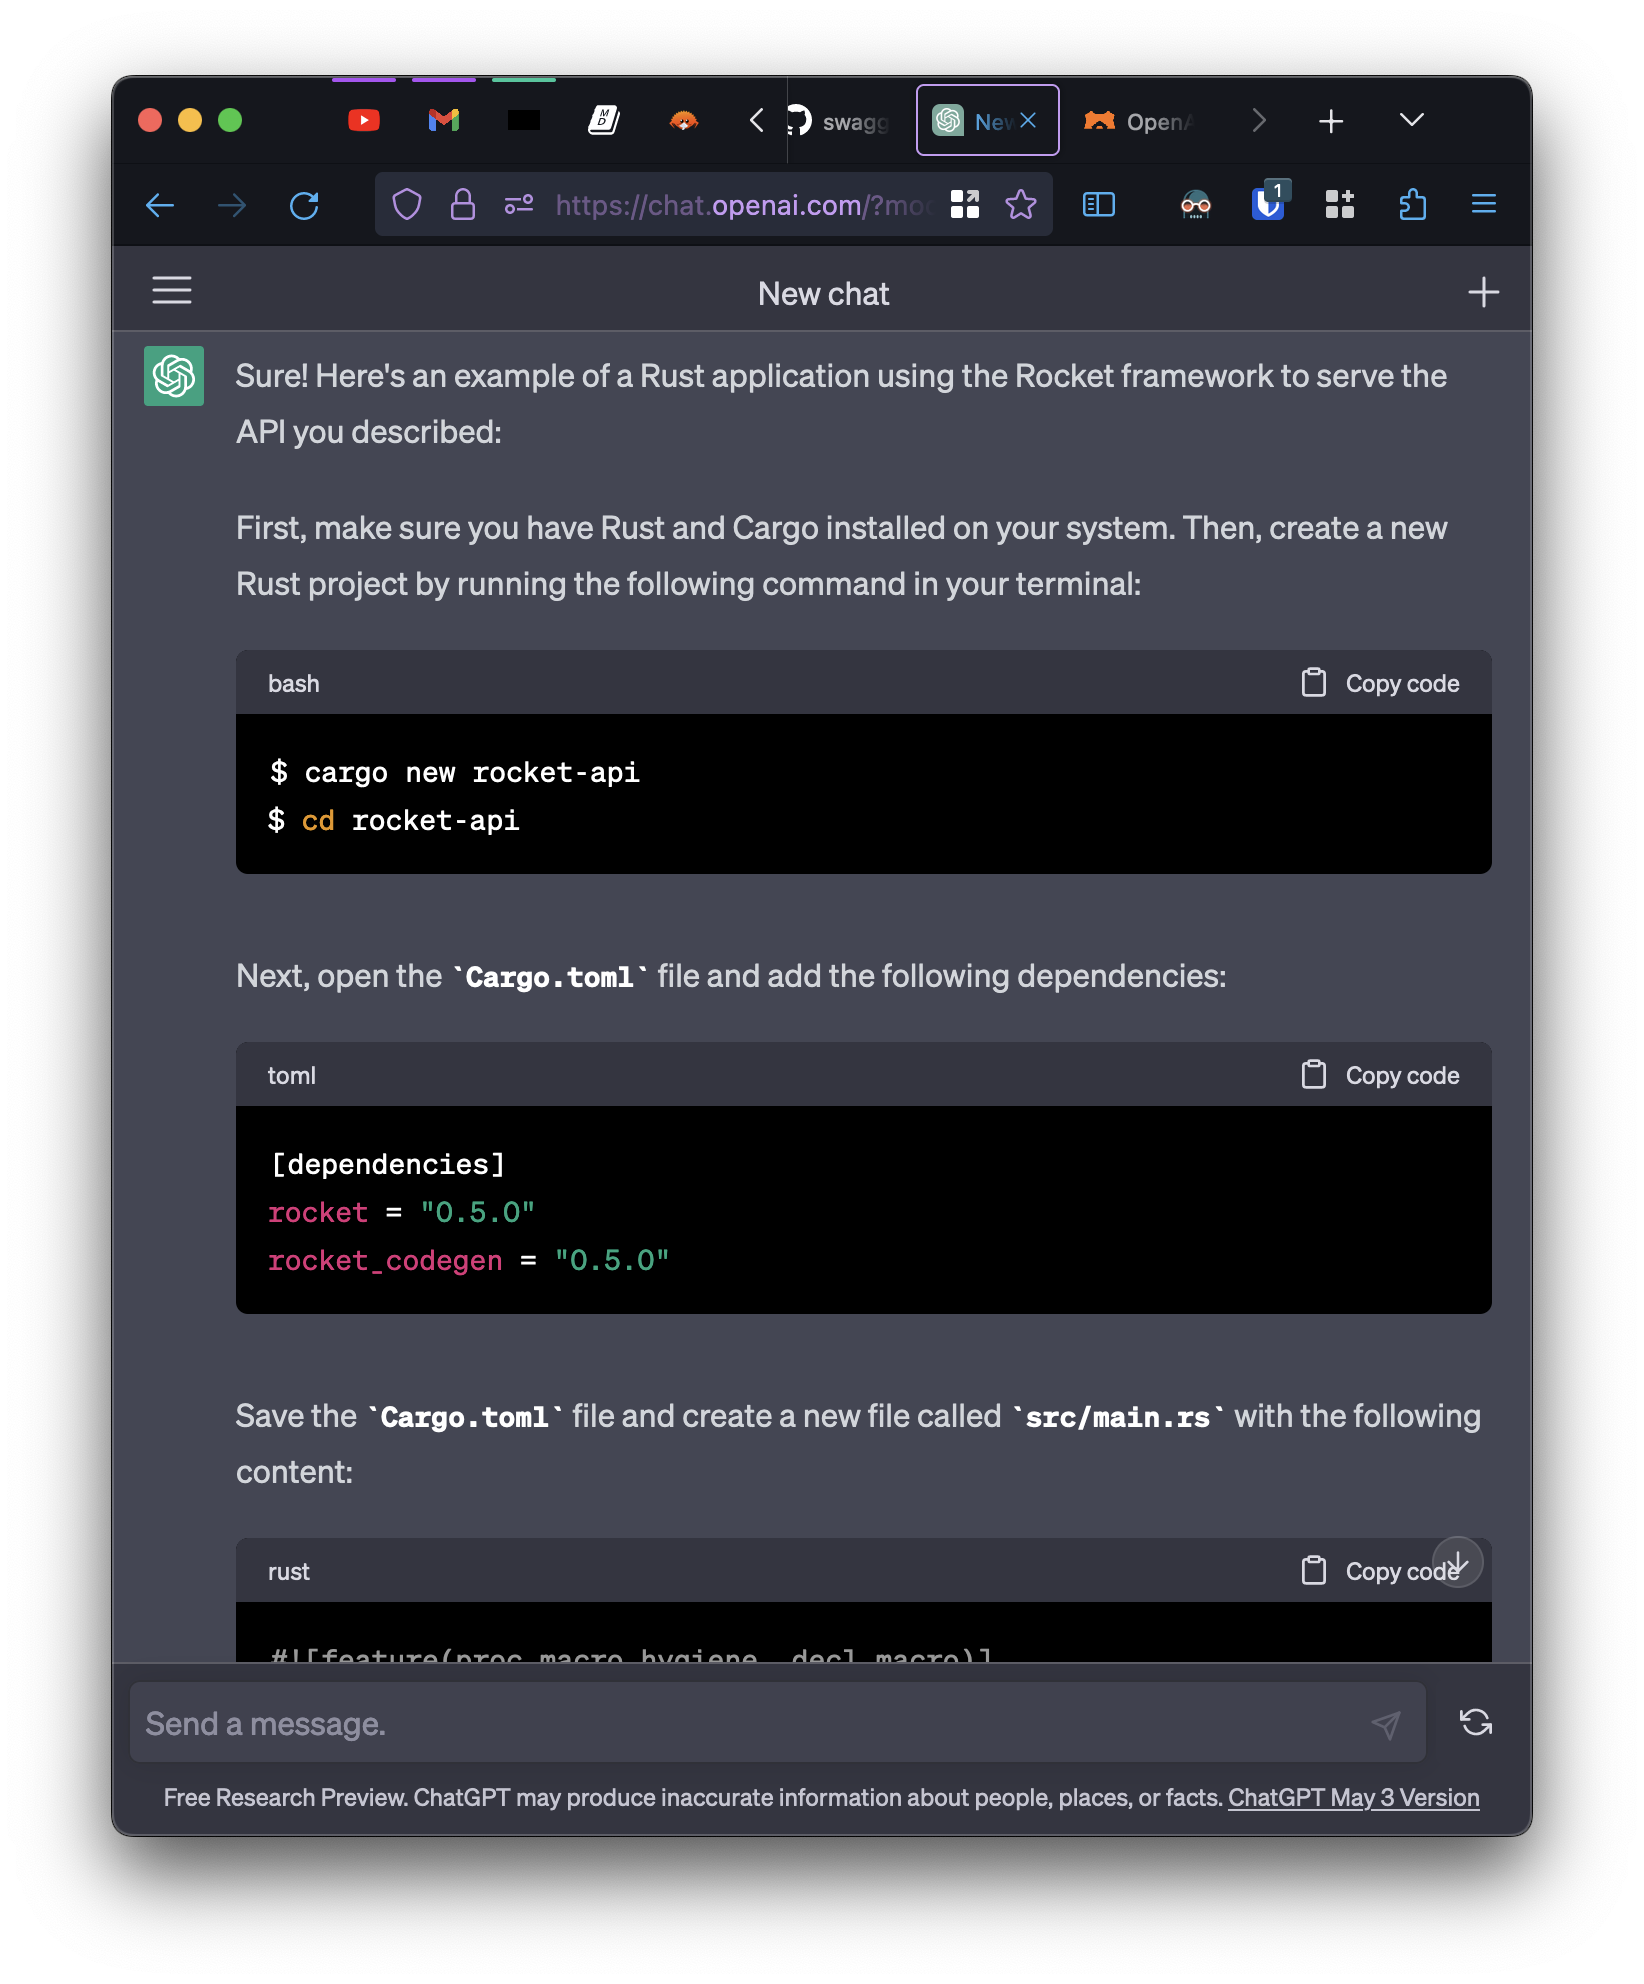 swagg
New
OpenA
https://chat.openai.com/?mod
1
New chat
Sure! Here's an example of a Rust application using the Rocket framework to serve the
API you described:
First, make sure you have Rust and Cargo installed on your system. Then, create a new
Rust project by running the following command in your terminal:
bash
Copy code
$ cargo new rocket-api
$ cd rocket-api
Next, open the `Cargo.toml` file and add the following dependencies:
toml
Copy code
[dependencies]
rocket = "0.5.0"
rocket_codegen = "0.5.0"
Save the `Cargo.toml` file and create a new file called `src/main.rs` with the following
content:
rust
Copy code
#![feature(proc_macro_hygiene, decl_macro)]
Send a message.
Free Research Preview. ChatGPT may produce inaccurate information about people, places, or facts. ChatGPT May 3 Version